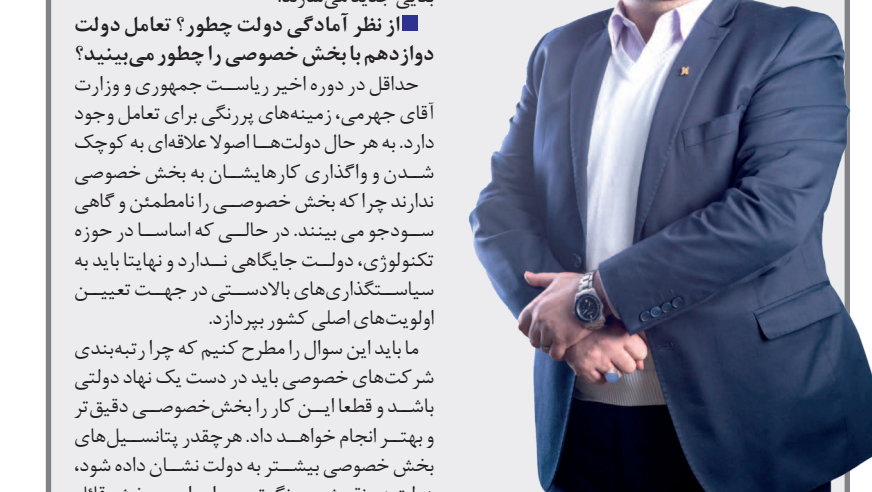 از نظر آمادگی دولت چطور؟ تعامل دولت
دوازدهم با بخش خصوصی را چطور می‌بینید؟
حداقل در دوره اخیر ریاست جمهوری و وزارت
آقای جهرمی، زمینه‌های پررنگی برای تعامل وجود
دارد. به هر حال دولت‌ها اصولا علاقه‌ای به کوچک
شدن و واگذاری کارهایشان به بخش خصوصی
ندارند چرا که بخش خصوصی را نامطمئن و گاهی
سودجو می بینند. در حالی که اساسا در حوزه
تکنولوژی، دولت جایگاهی ندارد و نهایتا باید به
سیاستگذاری‌های بالادستی در جهت تعیین
اولویت‌های اصلی کشور بپردازد.
ما باید این سوال را مطرح کنیم که چرا رتبه‌بندی
شرکت‌های خصوصی باید در دست یک نهاد دولتی
باشد و قطعا این کار را بخش‌خصوصی دقیق‌تر
و بهتر انجام خواهد داد. هرچقدر پتانسیل‌های
بخش خصوصی بیشتر به دولت نشان داده شود،